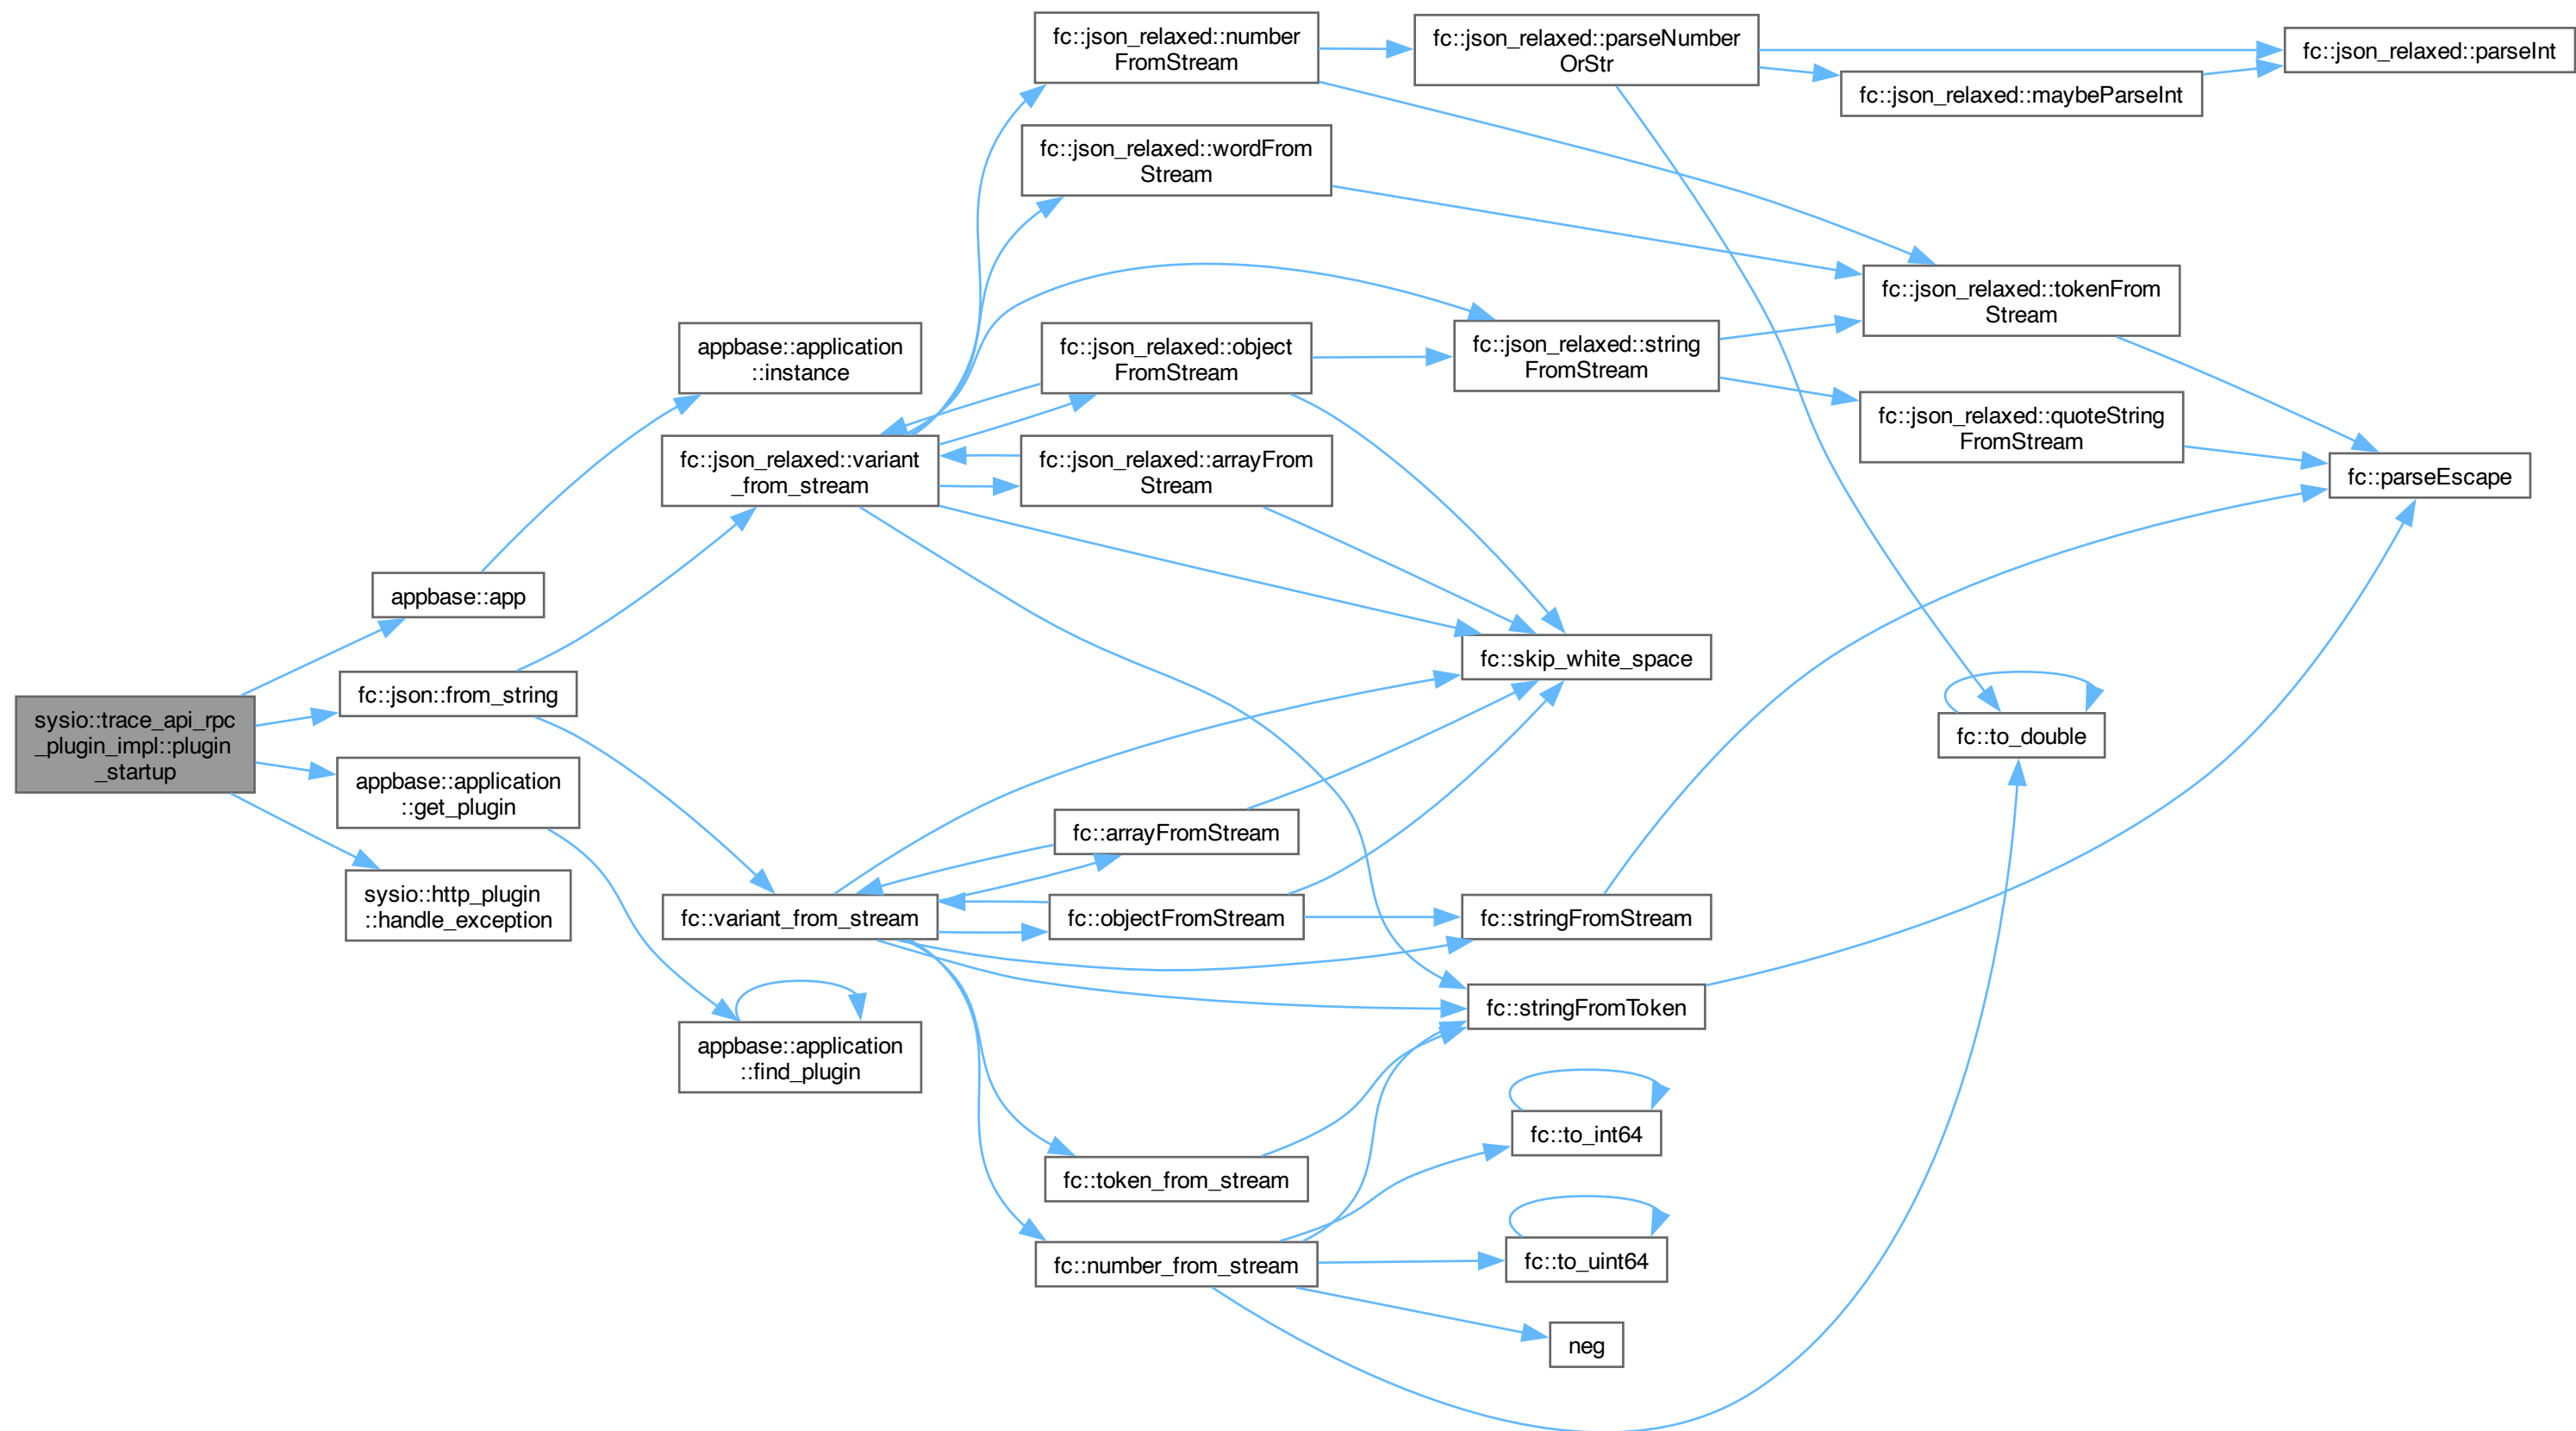 sysio::trace_api_rpc
_plugin_impl::plugin
_startup
appbase::app
fc::json::from_string
appbase::application
::get_plugin
sysio::http_plugin
::handle_exception
appbase::application
::instance
fc::json_relaxed::variant
_from_stream
fc::variant_from_stream
appbase::application
::find_plugin
fc::json_relaxed::number
FromStream
fc::json_relaxed::wordFrom
Stream
fc::json_relaxed::object
FromStream
fc::json_relaxed::arrayFrom
Stream
fc::arrayFromStream
fc::objectFromStream
fc::token_from_stream
fc::number_from_stream
fc::json_relaxed::parseNumber
OrStr
fc::json_relaxed::string
FromStream
fc::skip_white_space
fc::stringFromStream
fc::stringFromToken
fc::to_int64
fc::to_uint64
neg
fc::json_relaxed::maybeParseInt
fc::json_relaxed::tokenFrom
Stream
fc::json_relaxed::quoteString
FromStream
fc::to_double
fc::json_relaxed::parseInt
fc::parseEscape